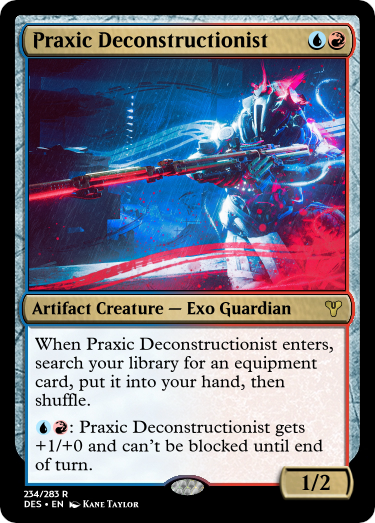 Praxic Deconstructionist
Artifact Creature — Exo Guardian
When Praxic Deconstructionist enters,
search your library for an equipment
card, put it into your hand, then
shuffle.
: Praxic Deconstructionist gets
+1/+0 and can't be blocked until end
of turn.
1/2
234/283 R
DES • EN Kane Taylor